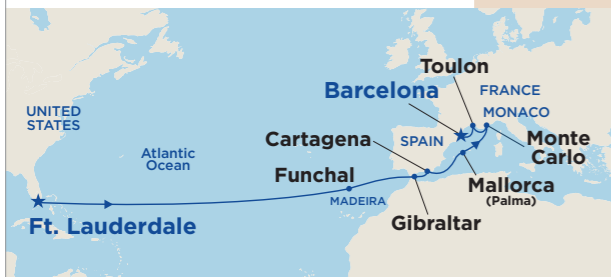 Toulon
Barcelona
FRANCE
UNITED
STATES
MONACO
Cartagena
SPAIN
Monte
Carlo
Atlantic
Ocean
Funchal
Mallorca
(Palma)
MADEIRA
Gibraltar
Ft. Lauderdale